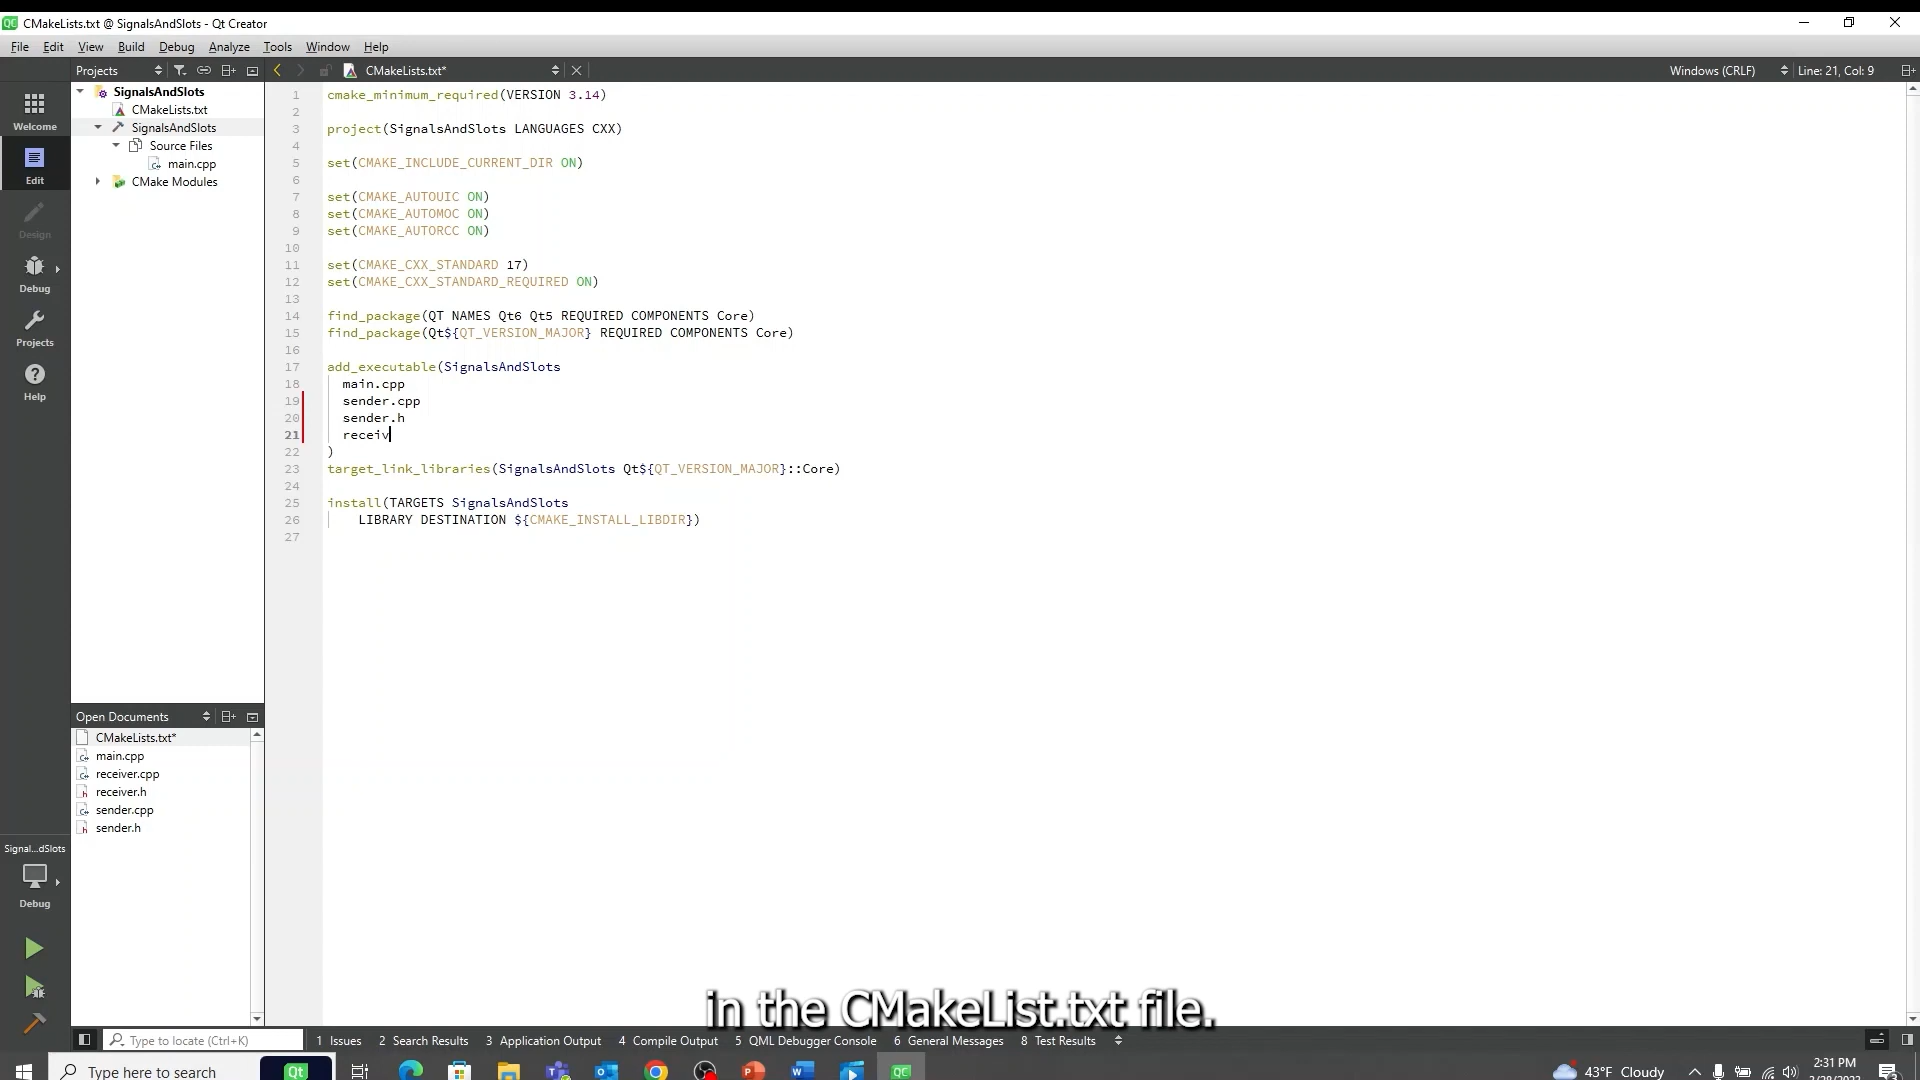 CMakeLists.txt @ SignalsAndSlots - Qt Creator
File Edit View Build Debug Analyze Tools Window Help
Projects
CMakeLists.txt*
Windows (CRLF)
Line: 21, Col: 9
Welcome
Edit
Design
Debug
Projects
Help
SignalsAndSlots
CMakeLists.txt
SignalsAndSlots
Source Files
main.cpp
CMake Modules
1 cmake_minimum_required(VERSION 3.14)
2
3 project(SignalsAndSlots LANGUAGES CXX)
4
5 set(CMAKE_INCLUDE_CURRENT_DIR ON)
6
7 set(CMAKE_AUTOUIC ON)
8 set(CMAKE_AUTOMOC ON)
9 set(CMAKE_AUTORCC ON)
10
11 set(CMAKE_CXX_STANDARD 17)
12 set(CMAKE_CXX_STANDARD_REQUIRED ON)
13
14 find_package(QT NAMES Qt6 Qt5 REQUIRED COMPONENTS Core)
15 find_package(Qt${QT_VERSION_MAJOR} REQUIRED COMPONENTS Core)
16
17 add_executable(SignalsAndSlots
18 main.cpp
19 sender.cpp
20 sender.h
21 receiv
22 )
23 target_link_libraries(SignalsAndSlots Qt${QT_VERSION_MAJOR}::Core)
24
25 install(TARGETS SignalsAndSlots
26 LIBRARY DESTINATION ${CMAKE_INSTALL_LIBDIR})
27
Open Documents
CMakeLists.txt*
main.cpp
receiver.cpp
receiver.h
sender.cpp
sender.h
Signal...dSlots
Debug
in the CMakeList.txt file.
Type to locate (Ctrl+K)
1 Issues 2 Search Results 3 Application Output 4 Compile Output 5 QML Debugger Console 6 General Messages 8 Test Results
Type here to search
43°F Cloudy
2:31 PM